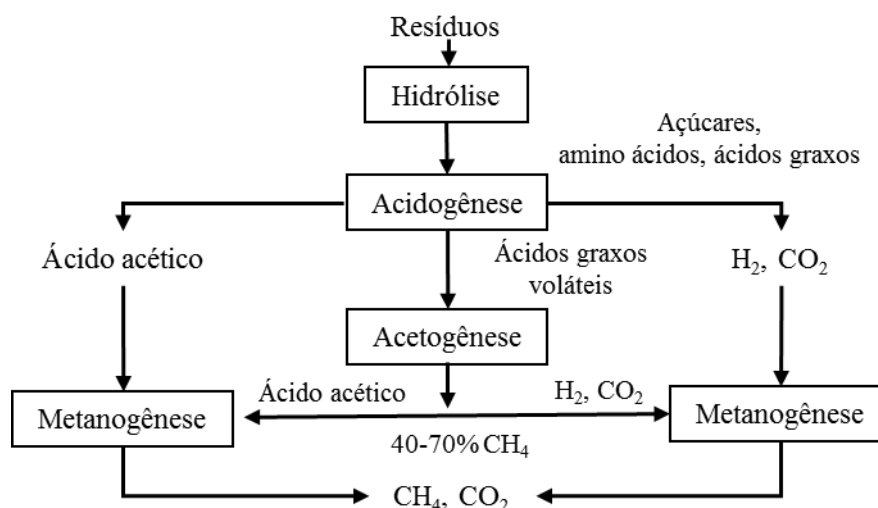 Resíduos
Hidrólise
Açúcares,
amino ácidos, ácidos graxos
Acidogênese
Ácido acético
Ácidos graxos
voláteis
H₂, CO₂
Acetogênese
Ácido acético
H₂, CO₂
Metanogênese
Metanogênese
40-70% CH₄
CH₄, CO₂